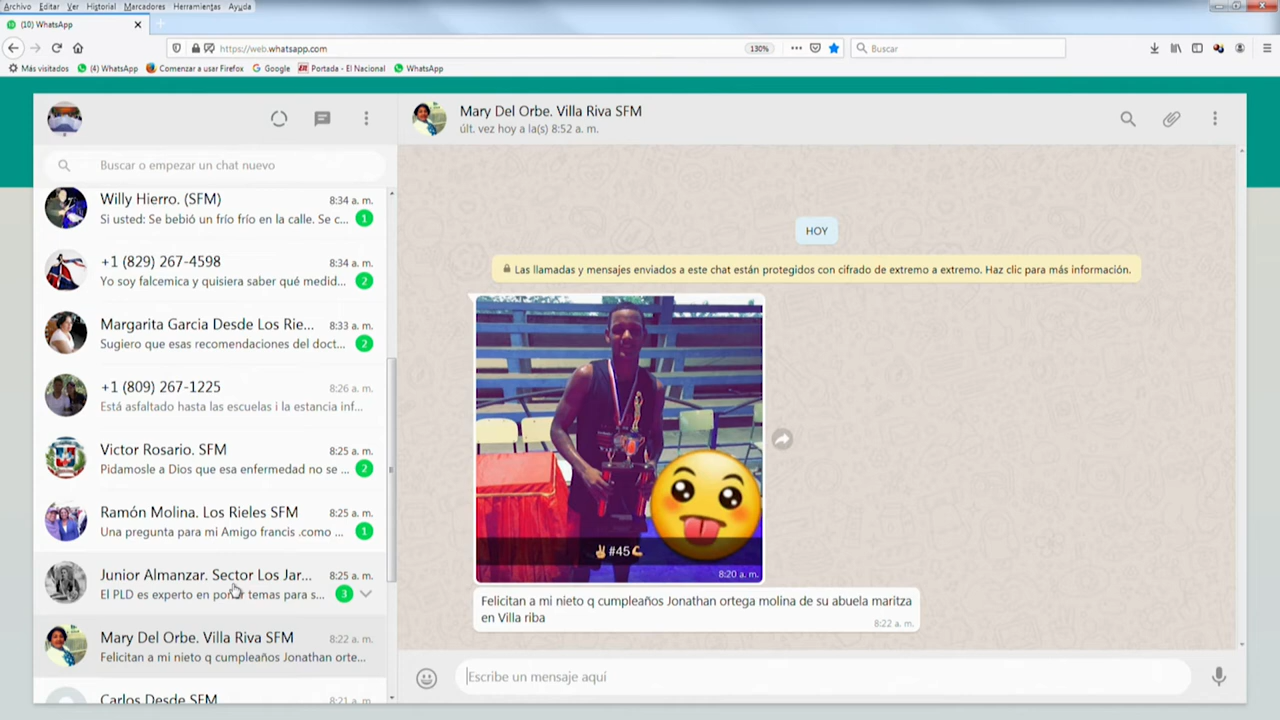 Archivo Editar Ver Historial Marcadores Herramientas Ayuda
(10) WhatsApp
https://web.whatsapp.com
130%
Buscar
Más visitados
(4) WhatsApp
Comenzar a usar Firefox
Google
Portada - El Nacional
WhatsApp
Buscar o empezar un chat nuevo
Willy Hierro. (SFM) 8:34 a. m.
Si usted: Se bebió un frío frío en la calle. Se c... 1
+1 (829) 267-4598 8:34 a. m.
Yo soy falcemica y quisiera saber qué medid... 2
Margarita Garcia Desde Los Rie... 8:33 a. m.
Sugiero que esas recomendaciones del doct... 2
+1 (809) 267-1225 8:26 a. m.
Está asfaltado hasta las escuelas i la estancia inf...
Victor Rosario. SFM 8:25 a. m.
Pidamosle a Dios que esa enfermedad no se ... 2
Ramón Molina. Los Rieles SFM 8:25 a. m.
Una pregunta para mi Amigo francis .como ... 1
Junior Almanzar. Sector Los Jar... 8:25 a. m.
El PLD es experto en poner temas para s... 3
Mary Del Orbe. Villa Riva SFM 8:22 a. m.
Felicitan a mi nieto q cumpleaños Jonathan orte...
Carlos Desde SFM 8:21 a. m.
Mary Del Orbe. Villa Riva SFM
últ. vez hoy a la(s) 8:52 a. m.
HOY
Las llamadas y mensajes enviados a este chat están protegidos con cifrado de extremo a extremo. Haz clic para más información.
✌#45💪
8:20 a. m.
Felicitan a mi nieto q cumpleaños Jonathan ortega molina de su abuela maritza
en Villa riba
8:22 a. m.
Escribe un mensaje aquí